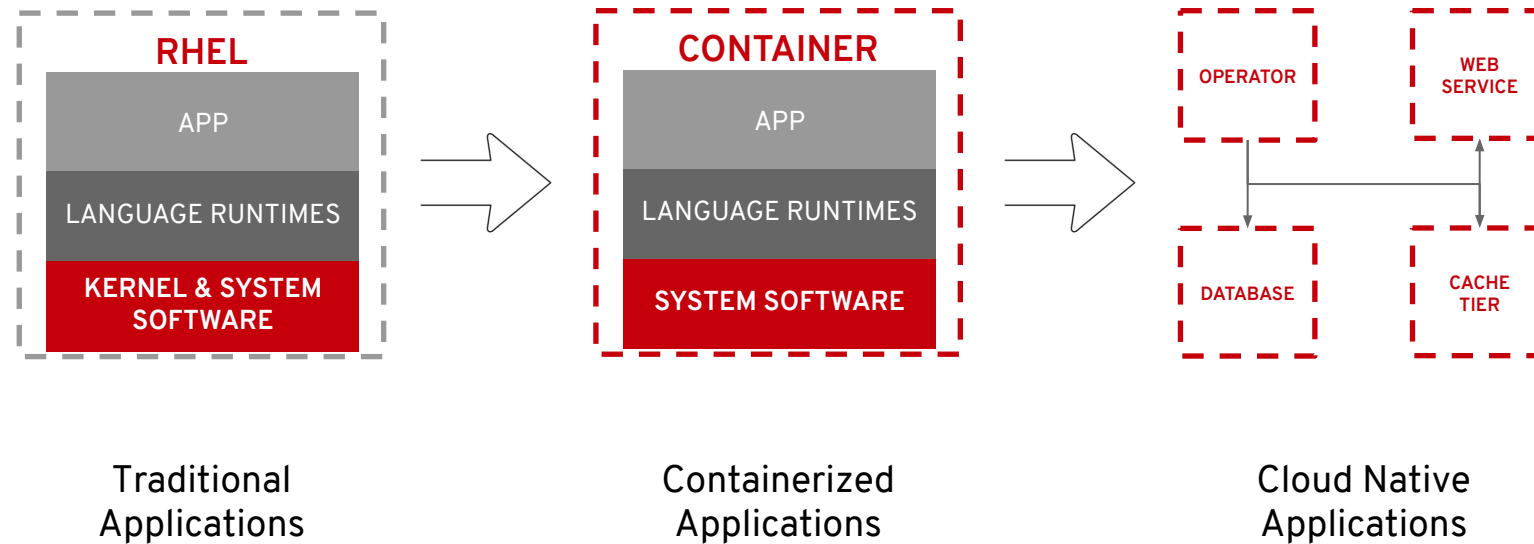 RHEL
APP
LANGUAGE RUNTIMES
KERNEL & SYSTEM
SOFTWARE
CONTAINER
APP
LANGUAGE RUNTIMES
SYSTEM SOFTWARE
OPERATOR
WEB
SERVICE
DATABASE
CACHE
TIER
Traditional
Applications
Containerized
Applications
Cloud Native
Applications